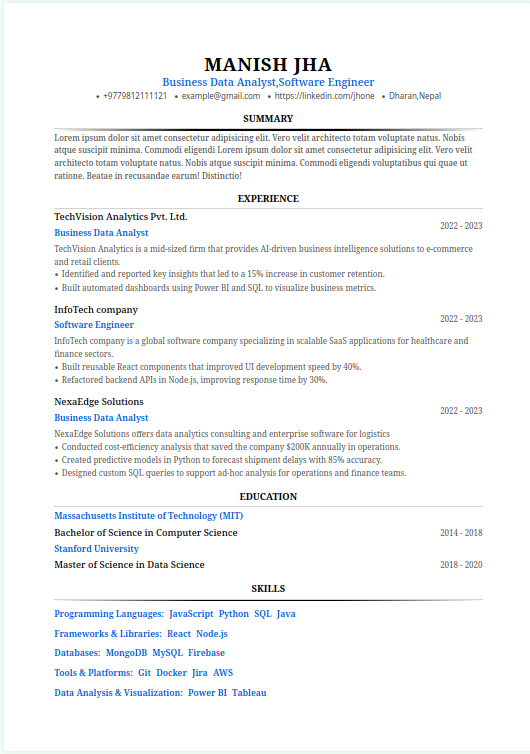 MANISH JHA
Business Data Analyst,Software Engineer
• +9779812111121 • example@gmail.com • https://linkedin.com/jhone • Dharan,Nepal
SUMMARY
Lorem ipsum dolor sit amet consectetur adipisicing elit. Vero velit architecto totam voluptate natus. Nobis
atque suscipit minima. Commodi eligendi Lorem ipsum dolor sit amet consectetur adipisicing elit. Vero velit
architecto totam voluptate natus. Nobis atque suscipit minima. Commodi eligendi voluptatibus qui quae ut
ratione. Beatae in recusandae earum! Distinctio!
EXPERIENCE
TechVision Analytics Pvt. Ltd.
2022 - 2023
Business Data Analyst
TechVision Analytics is a mid-sized firm that provides AI-driven business intelligence solutions to e-commerce
and retail clients.
• Identified and reported key insights that led to a 15% increase in customer retention.
• Built automated dashboards using Power BI and SQL to visualize business metrics.
InfoTech company
2022 - 2023
Software Engineer
InfoTech company is a global software company specializing in scalable SaaS applications for healthcare and
finance sectors.
• Built reusable React components that improved UI development speed by 40%.
• Refactored backend APIs in Node.js, improving response time by 30%.
NexaEdge Solutions
2022 - 2023
Business Data Analyst
NexaEdge Solutions offers data analytics consulting and enterprise software for logistics
• Conducted cost-efficiency analysis that saved the company $200K annually in operations.
• Created predictive models in Python to forecast shipment delays with 85% accuracy.
• Designed custom SQL queries to support ad-hoc analysis for operations and finance teams.
EDUCATION
Massachusetts Institute of Technology (MIT)
Bachelor of Science in Computer Science 2014 - 2018
Stanford University
Master of Science in Data Science 2018 - 2020
SKILLS
Programming Languages: JavaScript Python SQL Java
Frameworks & Libraries: React Node.js
Databases: MongoDB MySQL Firebase
Tools & Platforms: Git Docker Jira AWS
Data Analysis & Visualization: Power BI Tableau